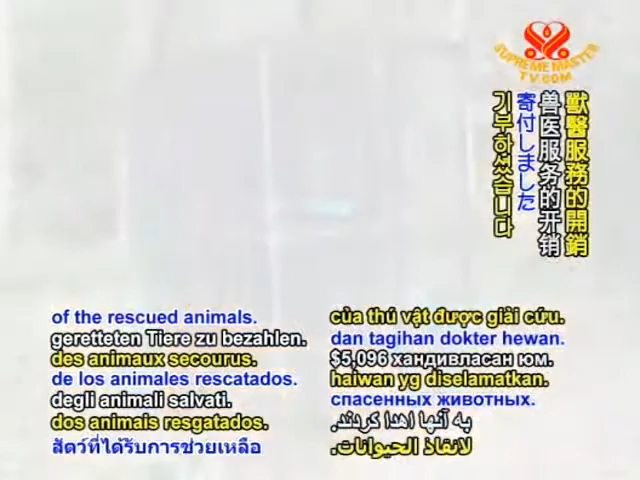 SUPREME MASTER
TV.COM
獸醫服務的開銷
兽医服务的开销
寄付しました
기부하셨습니다
of the rescued animals.
geretteten Tiere zu bezahlen.
des animaux secourus.
de los animales rescatados.
degli animali salvati.
dos animais resgatados.
สัตว์ที่ได้รับการช่วยเหลือ
của thú vật được giải cứu.
dan tagihan dokter hewan.
$5,096 хандивласан юм.
haiwan yg diselamatkan.
спасенных животных.
به آنها اهدا کردند.
لانقاذ الحيوانات.